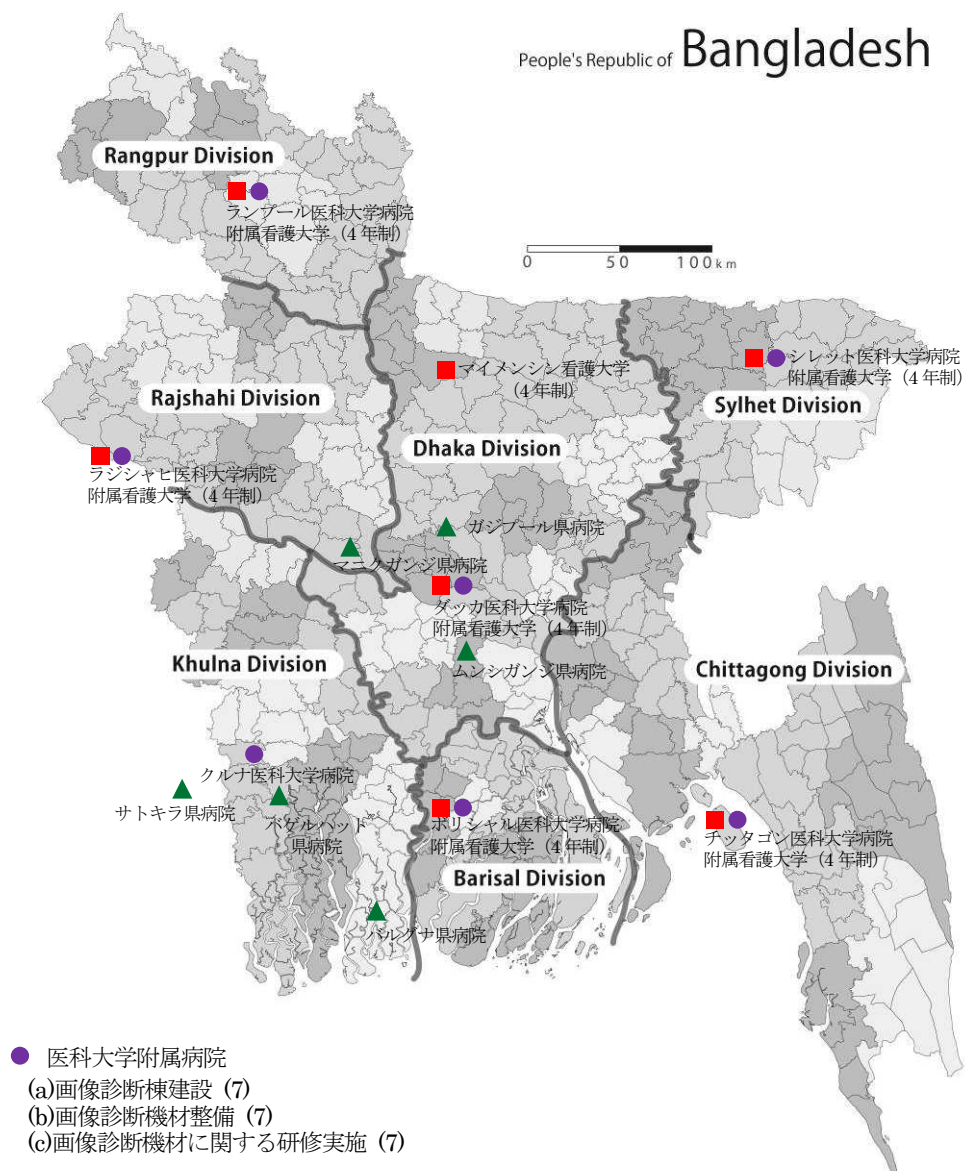 People's Republic of Bangladesh
Rangpur Division
ランプール医科大学病院
附属看護大学（4年制）
0 50 100km
マイメンシン看護大学
（4年制）
シレット医科大学病院
附属看護大学（4年制）
Sylhet Division
Rajshahi Division
Dhaka Division
ラジシャヒ医科大学病院
附属看護大学（4年制）
ガジプール県病院
マニクガンジ県病院
ダッカ医科大学病院
附属看護大学（4年制）
ムンシガンジ県病院
Khulna Division
Chittagong Division
クルナ医科大学病院
サトキラ県病院
バゲルハット
県病院
ボリシャル医科大学病院
附属看護大学（4年制）
チッタゴン医科大学病院
附属看護大学（4年制）
Barisal Division
バルグナ県病院
医科大学附属病院
(a)画像診断棟建設 (7)
(b)画像診断機材整備 (7)
(c)画像診断機材に関する研修実施 (7)